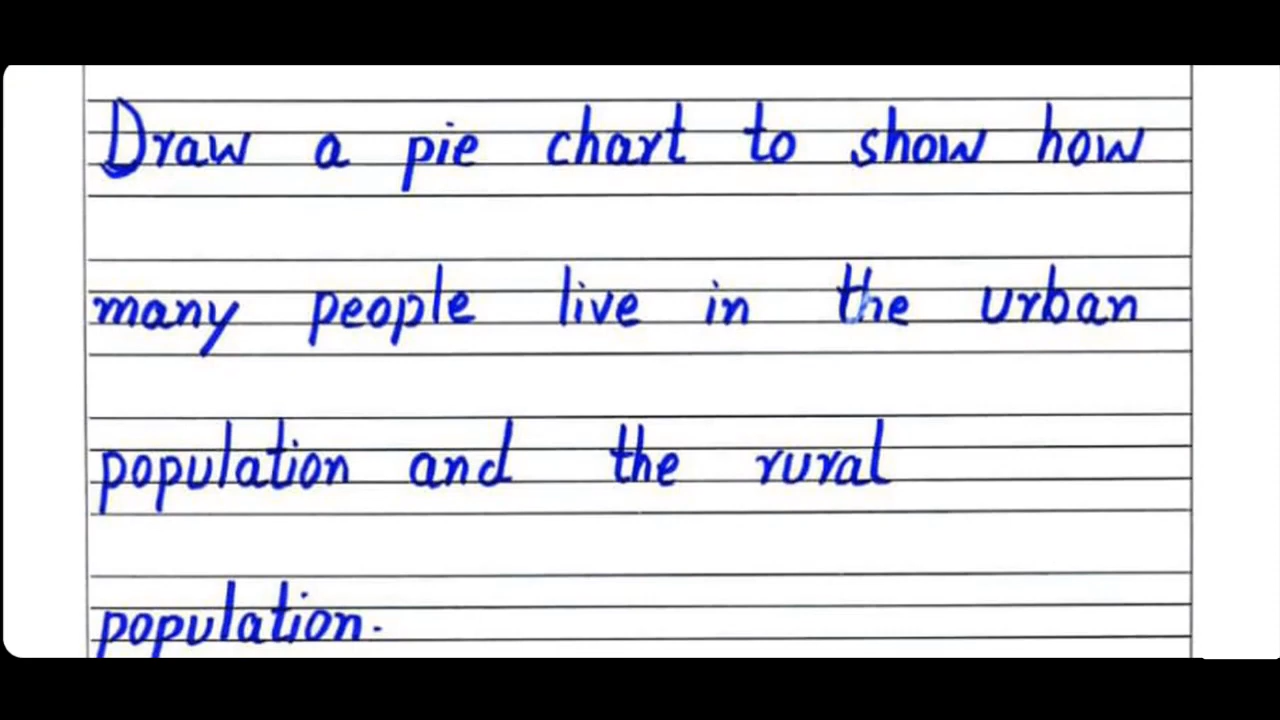 Draw a pie chart to show how
many people live in the urban
population and the rural
population.